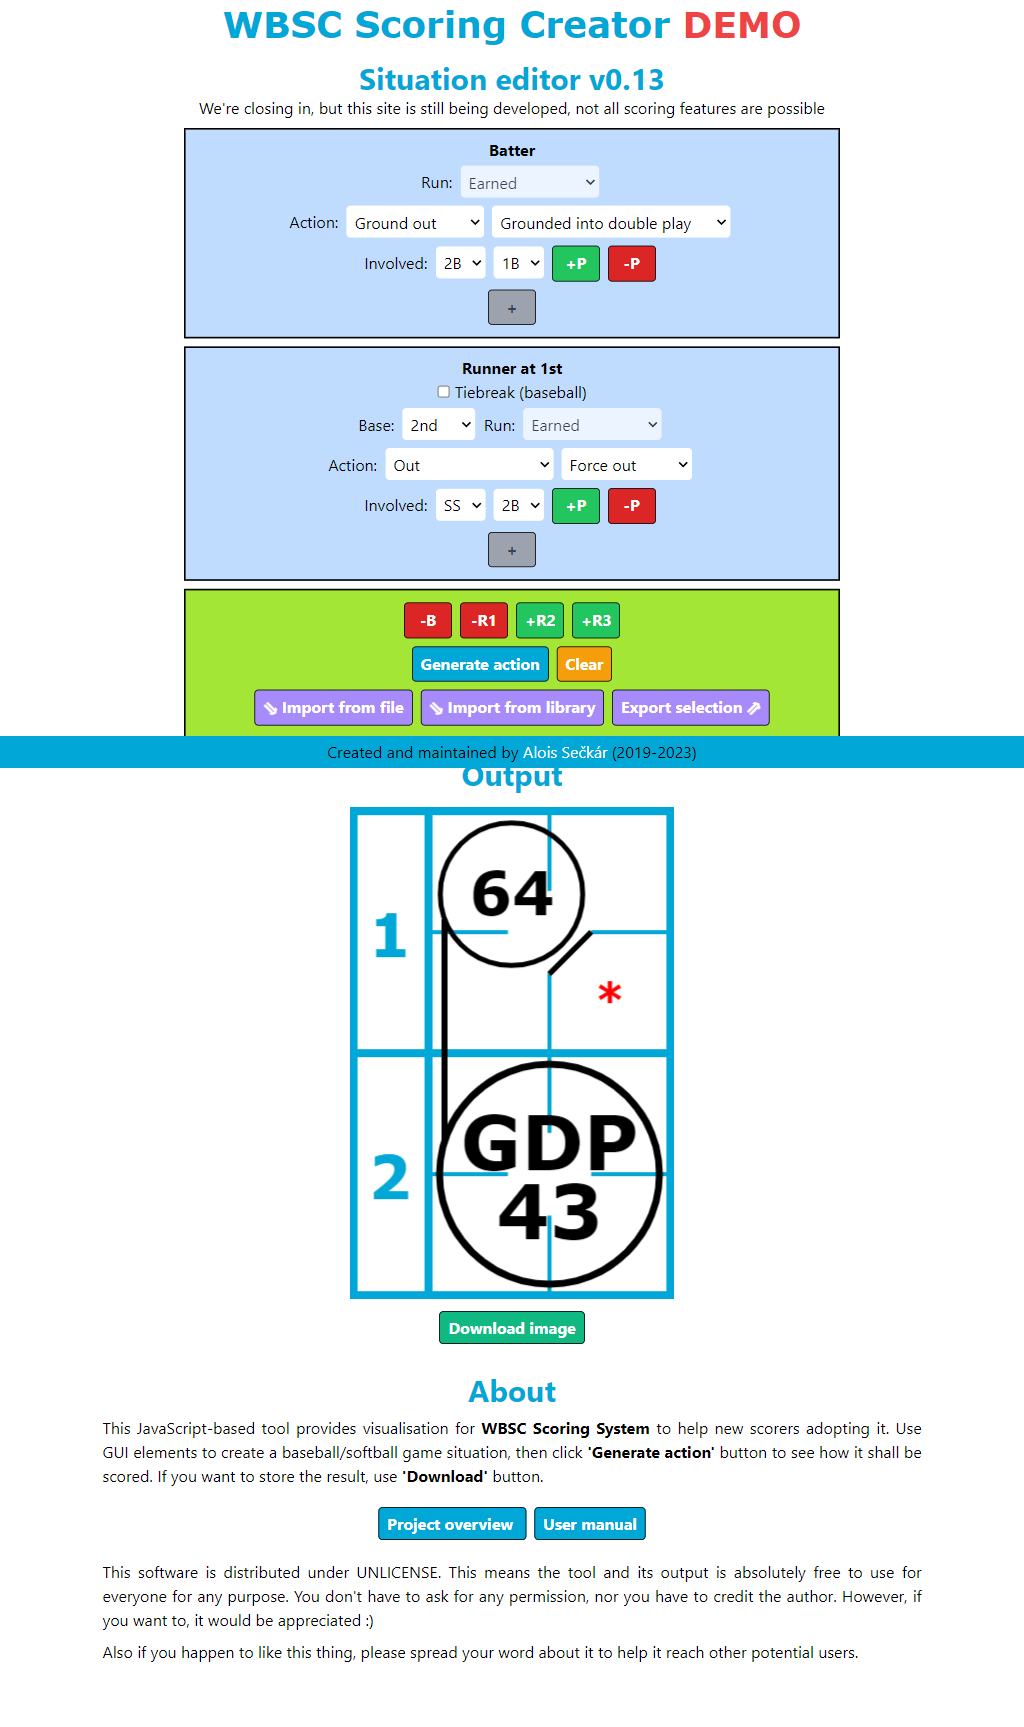 WBSC Scoring Creator DEMO
Situation editor v0.13
We're closing in, but this site is still being developed, not all scoring features are possible
Batter
Run: Earned
Action: Ground out Grounded into double play
Involved: 2B 1B +P -P
+
Runner at 1st
Tiebreak (baseball)
Base: 2nd Run: Earned
Action: Out Force out
Involved: SS 2B +P -P
+
-B -R1 +R2 +R3
Generate action Clear
⇘ Import from file ⇘ Import from library Export selection ⇗
Created and maintained by Alois Sečkár (2019-2023)
Output
64
1
*
GDP
2
43
Download image
About
This JavaScript-based tool provides visualisation for WBSC Scoring System to help new scorers adopting it. Use
GUI elements to create a baseball/softball game situation, then click 'Generate action' button to see how it shall be
scored. If you want to store the result, use 'Download' button.
Project overview User manual
This software is distributed under UNLICENSE. This means the tool and its output is absolutely free to use for
everyone for any purpose. You don't have to ask for any permission, nor you have to credit the author. However, if
you want to, it would be appreciated :)
Also if you happen to like this thing, please spread your word about it to help it reach other potential users.